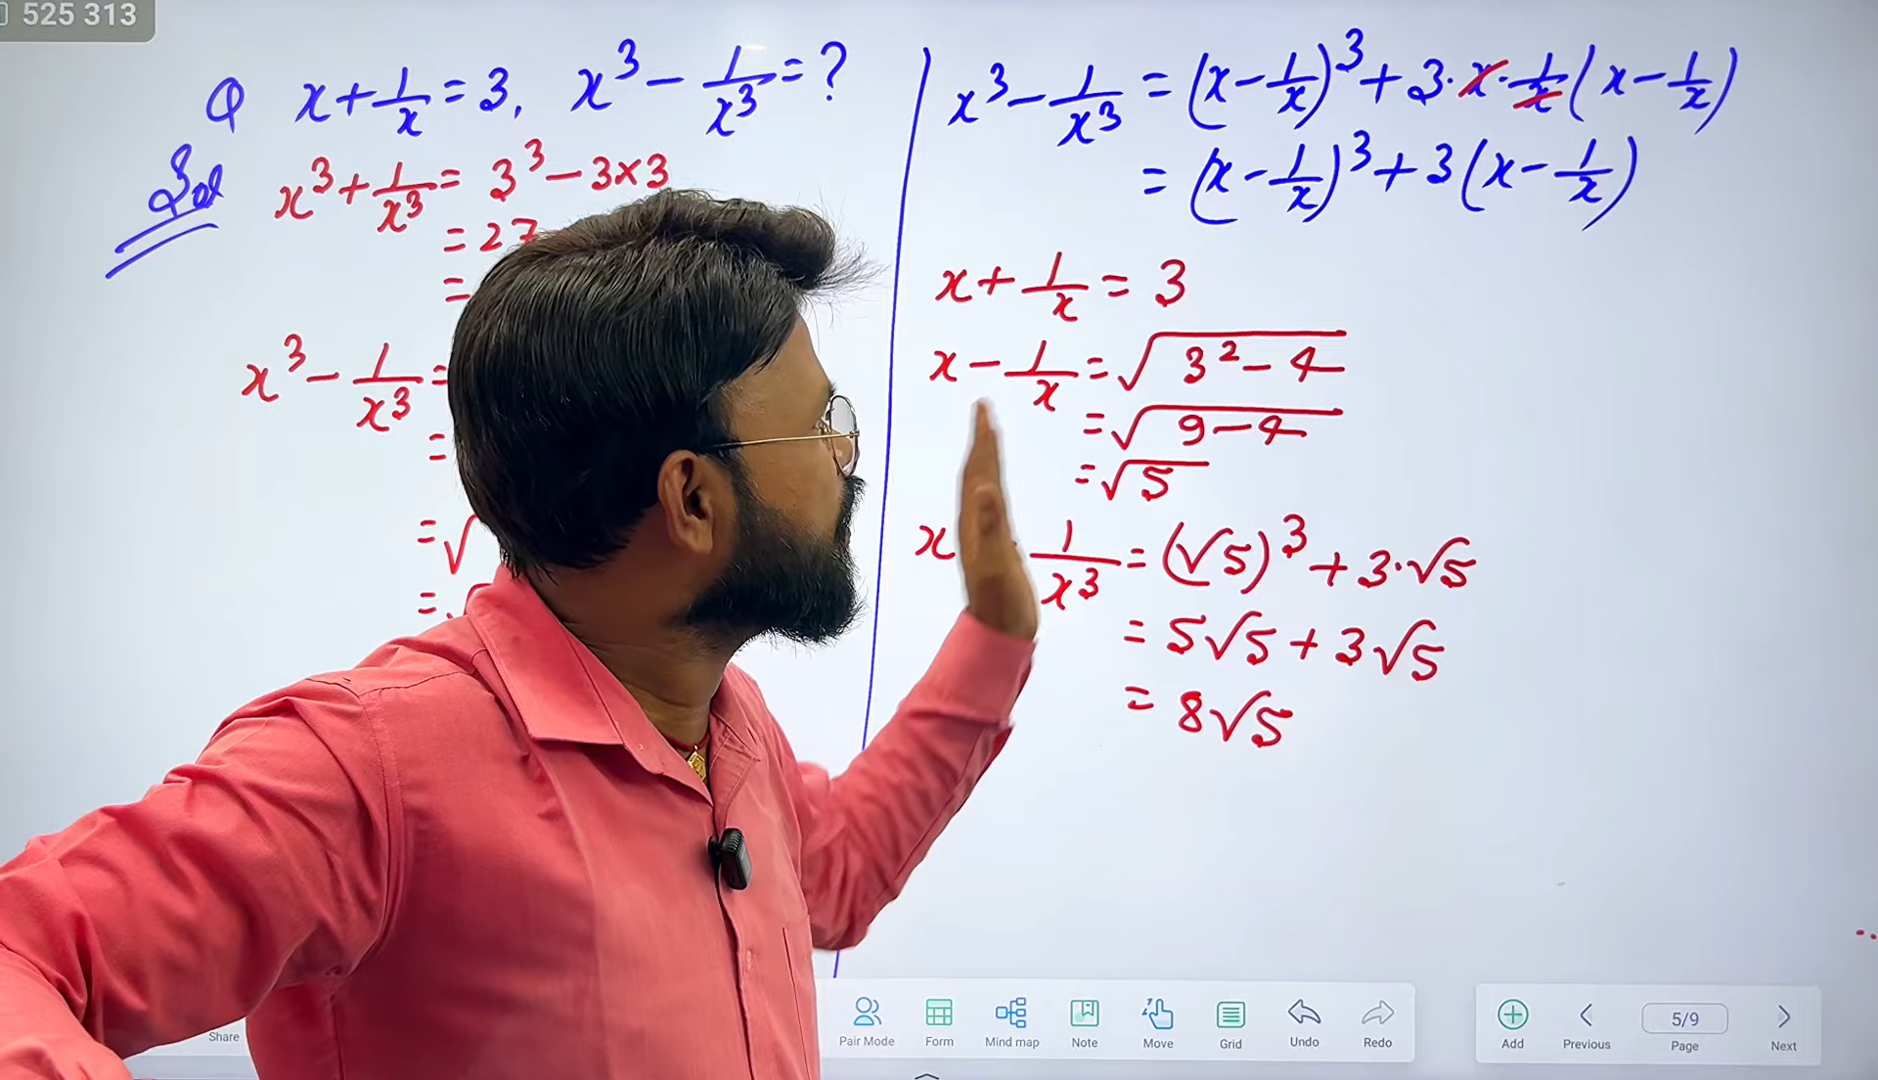 525 313
Q x + 1/x = 3, x³ - 1/x³ = ?
Sol x³ + 1/x³ = 3³ - 3×3
= 27
=
x³ - 1/x³ =
=
= √
=
x³ - 1/x³ = (x - 1/x)³ + 3·x·1/x (x - 1/x)
= (x - 1/x)³ + 3(x - 1/x)
x + 1/x = 3
x - 1/x = √3² - 4
= √9 - 4
= √5
x 1/x³ = (√5)³ + 3·√5
= 5√5 + 3√5
= 8√5
Share
Pair Mode Form Mind map Note Move Grid Undo Redo
Add Previous 5/9 Page Next